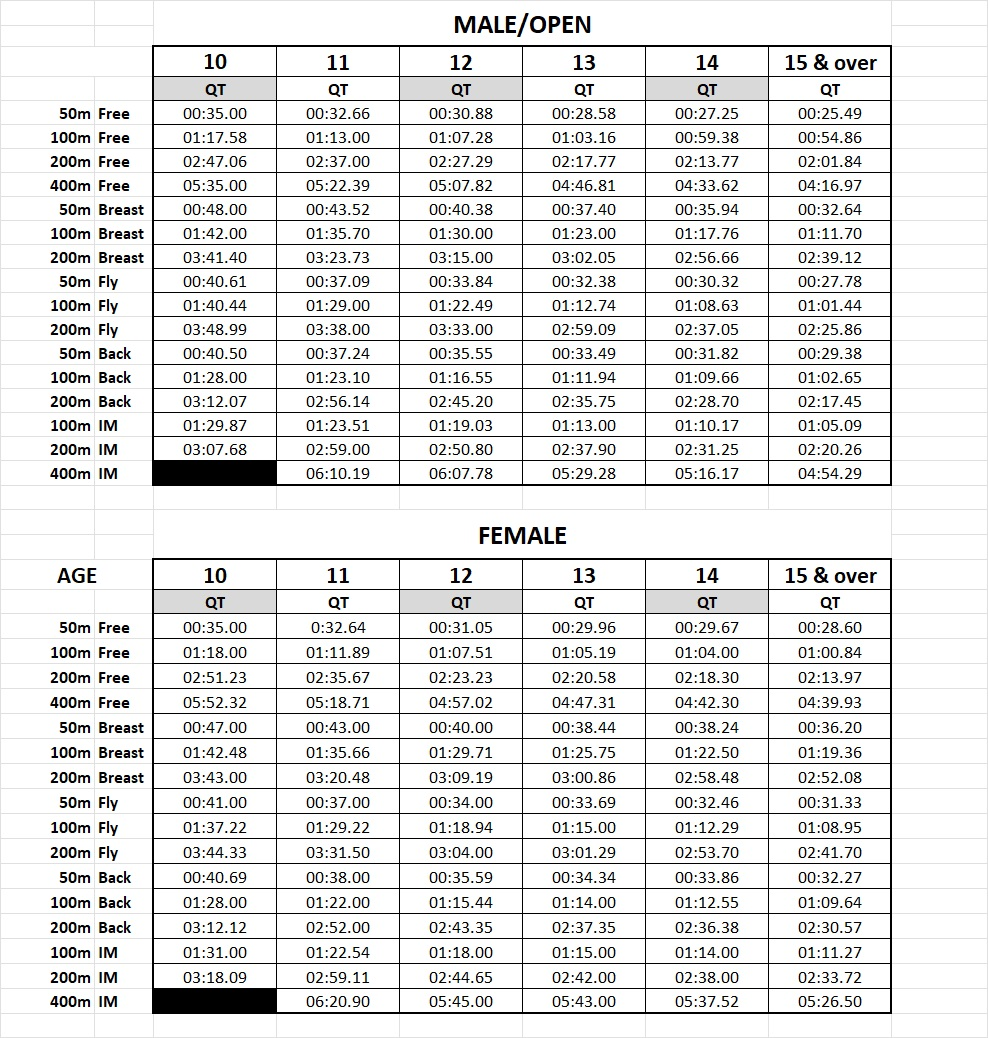 MALE/OPEN
10 11 12 13 14 15 & over
QT QT QT QT QT QT
50m Free 00:35.00 00:32.66 00:30.88 00:28.58 00:27.25 00:25.49
100m Free 01:17.58 01:13.00 01:07.28 01:03.16 00:59.38 00:54.86
200m Free 02:47.06 02:37.00 02:27.29 02:17.77 02:13.77 02:01.84
400m Free 05:35.00 05:22.39 05:07.82 04:46.81 04:33.62 04:16.97
50m Breast 00:48.00 00:43.52 00:40.38 00:37.40 00:35.94 00:32.64
100m Breast 01:42.00 01:35.70 01:30.00 01:23.00 01:17.76 01:11.70
200m Breast 03:41.40 03:23.73 03:15.00 03:02.05 02:56.66 02:39.12
50m Fly 00:40.61 00:37.09 00:33.84 00:32.38 00:30.32 00:27.78
100m Fly 01:40.44 01:29.00 01:22.49 01:12.74 01:08.63 01:01.44
200m Fly 03:48.99 03:38.00 03:33.00 02:59.09 02:37.05 02:25.86
50m Back 00:40.50 00:37.24 00:35.55 00:33.49 00:31.82 00:29.38
100m Back 01:28.00 01:23.10 01:16.55 01:11.94 01:09.66 01:02.65
200m Back 03:12.07 02:56.14 02:45.20 02:35.75 02:28.70 02:17.45
100m IM 01:29.87 01:23.51 01:19.03 01:13.00 01:10.17 01:05.09
200m IM 03:07.68 02:59.00 02:50.80 02:37.90 02:31.25 02:20.26
400m IM 06:10.19 06:07.78 05:29.28 05:16.17 04:54.29
FEMALE
AGE 10 11 12 13 14 15 & over
QT QT QT QT QT QT
50m Free 00:35.00 0:32.64 00:31.05 00:29.96 00:29.67 00:28.60
100m Free 01:18.00 01:11.89 01:07.51 01:05.19 01:04.00 01:00.84
200m Free 02:51.23 02:35.67 02:23.23 02:20.58 02:18.30 02:13.97
400m Free 05:52.32 05:18.71 04:57.02 04:47.31 04:42.30 04:39.93
50m Breast 00:47.00 00:43.00 00:40.00 00:38.44 00:38.24 00:36.20
100m Breast 01:42.48 01:35.66 01:29.71 01:25.75 01:22.50 01:19.36
200m Breast 03:43.00 03:20.48 03:09.19 03:00.86 02:58.48 02:52.08
50m Fly 00:41.00 00:37.00 00:34.00 00:33.69 00:32.46 00:31.33
100m Fly 01:37.22 01:29.22 01:18.94 01:15.00 01:12.29 01:08.95
200m Fly 03:44.33 03:31.50 03:04.00 03:01.29 02:53.70 02:41.70
50m Back 00:40.69 00:38.00 00:35.59 00:34.34 00:33.86 00:32.27
100m Back 01:28.00 01:22.00 01:15.44 01:14.00 01:12.55 01:09.64
200m Back 03:12.12 02:52.00 02:43.35 02:37.35 02:36.38 02:30.57
100m IM 01:31.00 01:22.54 01:18.00 01:15.00 01:14.00 01:11.27
200m IM 03:18.09 02:59.11 02:44.65 02:42.00 02:38.00 02:33.72
400m IM 06:20.90 05:45.00 05:43.00 05:37.52 05:26.50